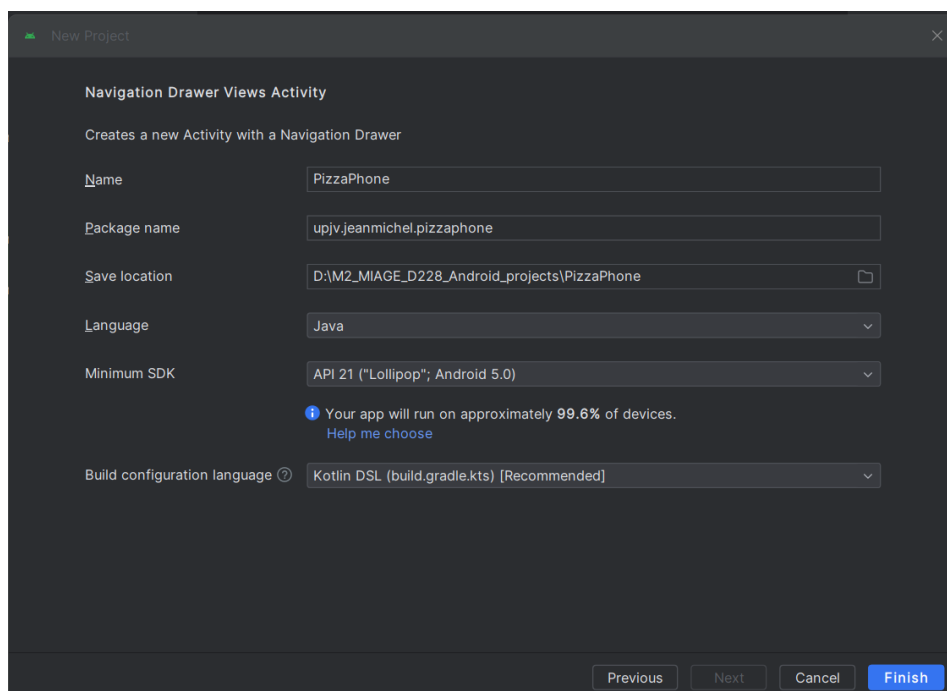 New Project
Navigation Drawer Views Activity
Creates a new Activity with a Navigation Drawer
Name
PizzaPhone
Package name
upjv.jeanmichel.pizzaphone
Save location
D:\M2_MIAGE_D228_Android_projects\PizzaPhone
Language
Java
Minimum SDK
API 21 ("Lollipop"; Android 5.0)
Your app will run on approximately 99.6% of devices.
Help me choose
Build configuration language
Kotlin DSL (build.gradle.kts) [Recommended]
Previous
Next
Cancel
Finish